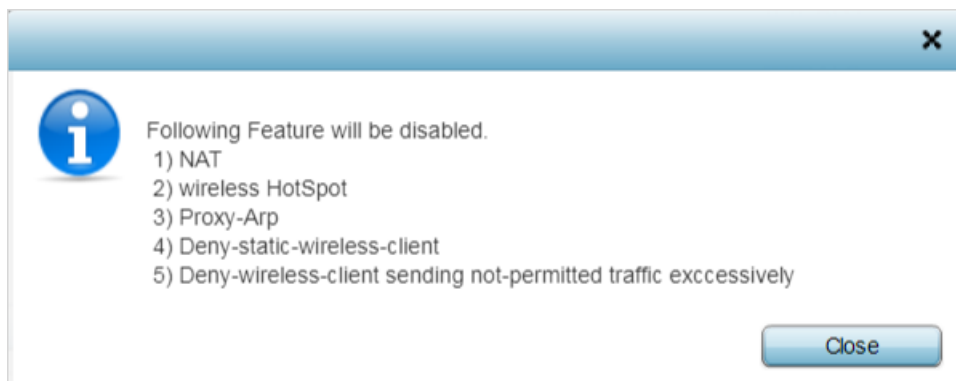 Following Feature will be disabled.
1) NAT
2) wireless HotSpot
3) Proxy-Arp
4) Deny-static-wireless-client
5) Deny-wireless-client sending not-permitted traffic exccessively
Close